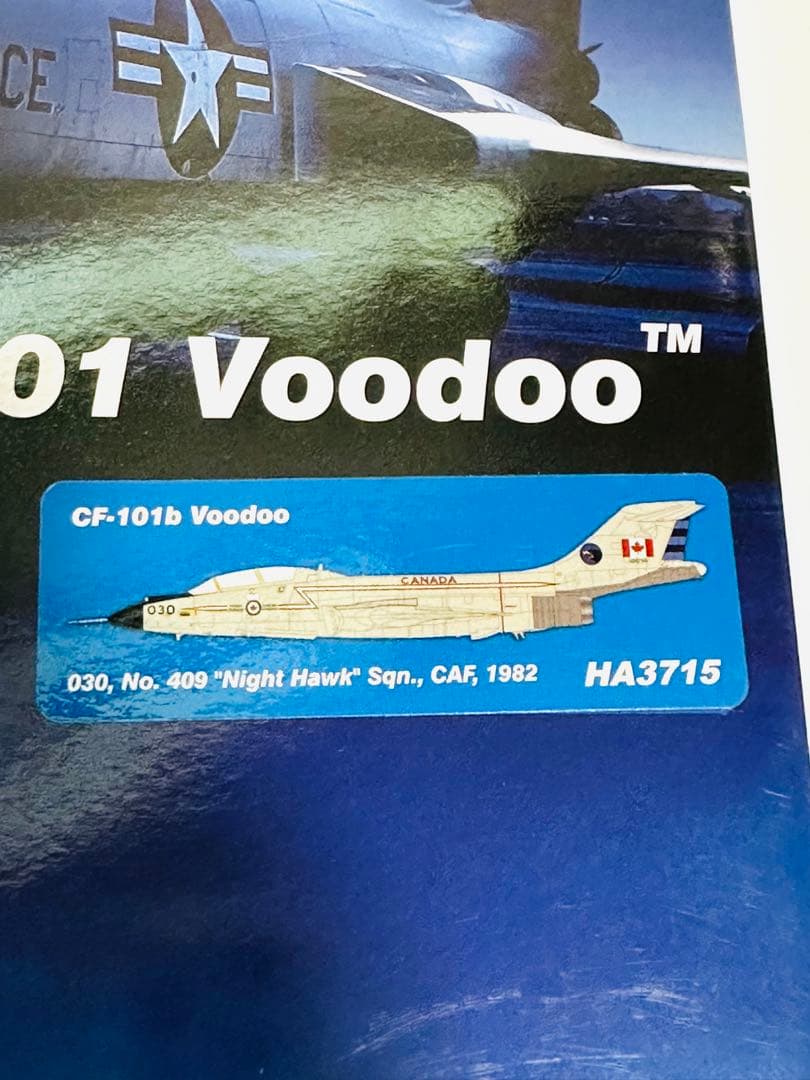 CE
01 Voodoo™
CF-101b Voodoo
CANADA
030
030, No. 409 "Night Hawk" Sqn., CAF, 1982
HA3715